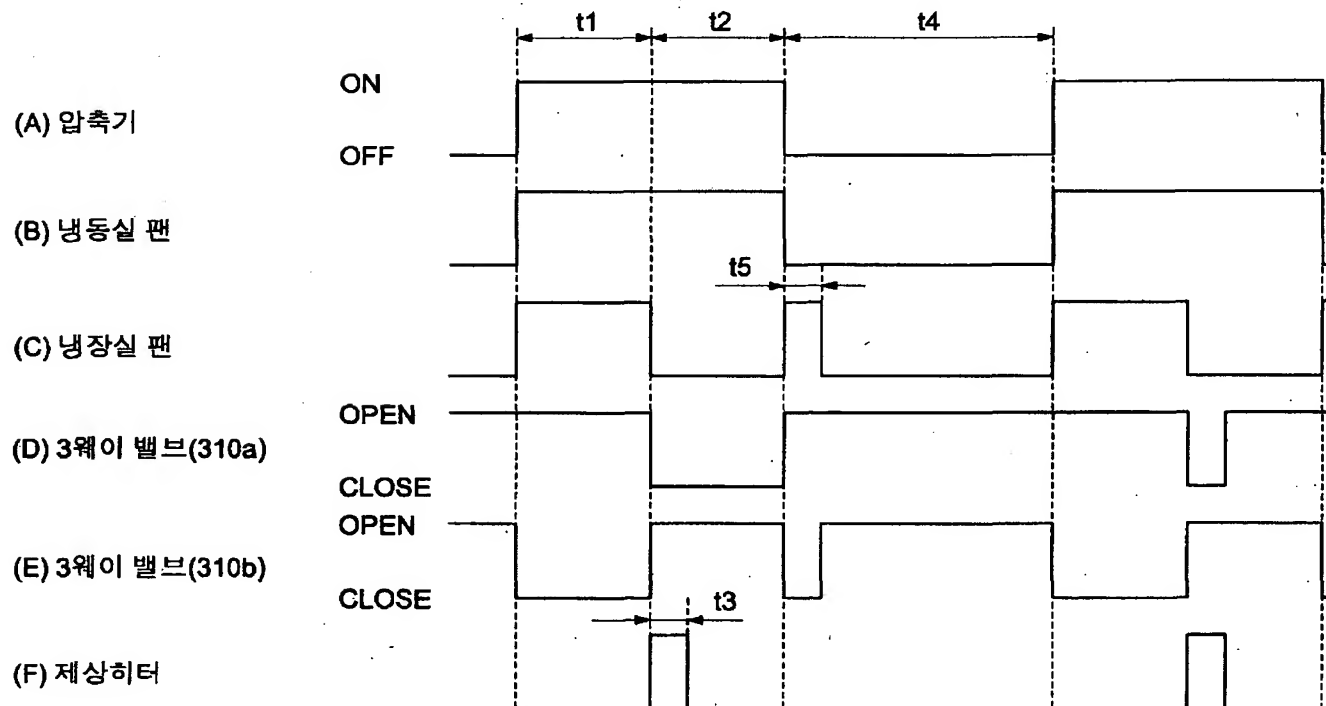 t1 t2 t4
ON
(A) 압축기
OFF
(B) 냉동실 팬
t5
(C) 냉장실 팬
OPEN
(D) 3웨이 밸브(310a)
CLOSE
OPEN
(E) 3웨이 밸브(310b)
CLOSE
t3
(F) 제상히터